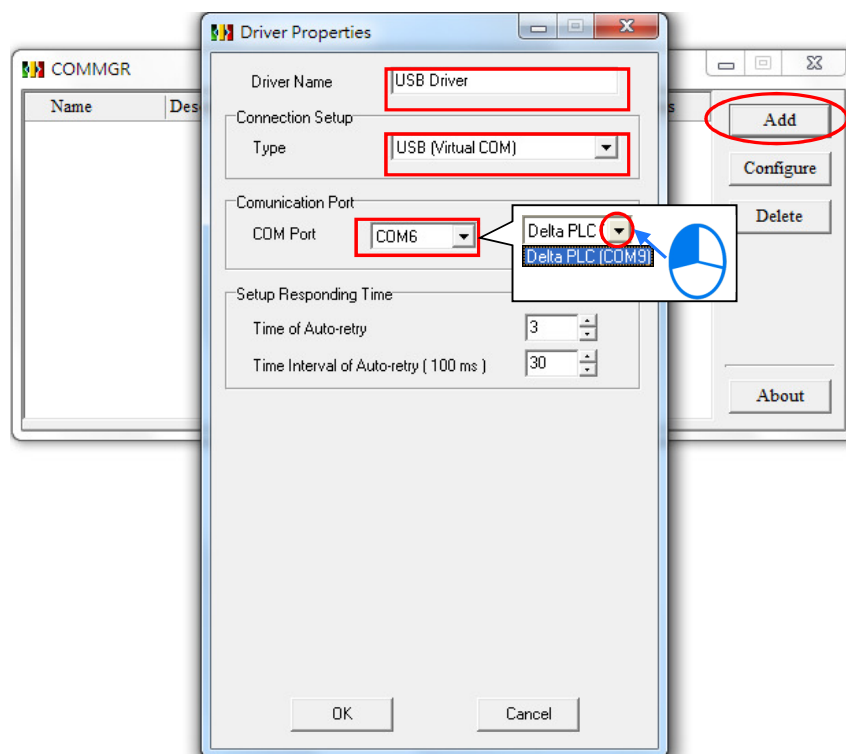 Driver Properties
COMMGR
Name
Des
s
Add
Configure
Delete
About
Driver Name
USB Driver
Connection Setup
Type
USB (Virtual COM)
Comunication Port
COM Port
COM6
Delta PLC
Delta PLC (COM9)
Setup Responding Time
Time of Auto-retry
3
Time Interval of Auto-retry ( 100 ms )
30
OK
Cancel